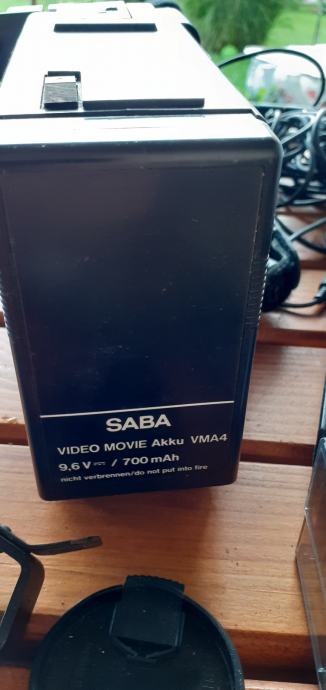 SABA
VIDEO MOVIE Akku VMA4
9,6 V⎓ / 700 mAh
nicht verbrennen/do not put into fire